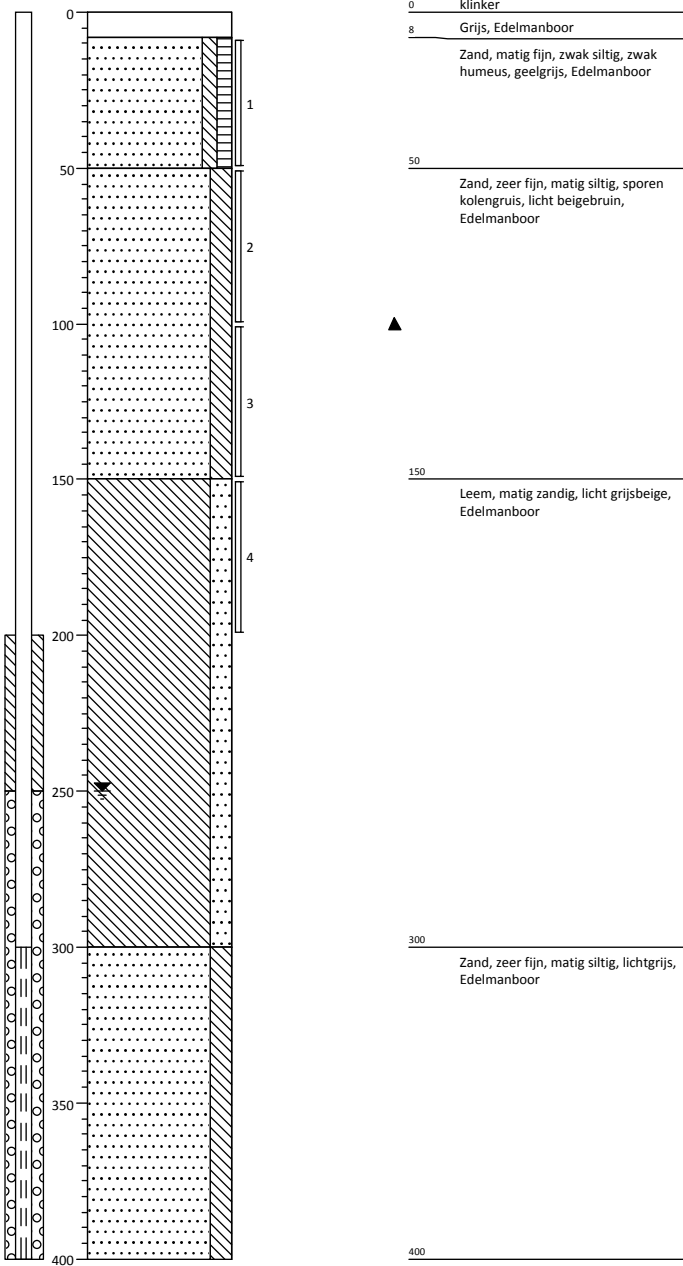 0
50
100
150
200
250
300
350
400
1
2
3
4
0
klinker
8
Grijs, Edelmanboor
Zand, matig fijn, zwak siltig, zwak
humeus, geelgrijs, Edelmanboor
50
Zand, zeer fijn, matig siltig, sporen
kolengruis, licht beigebruin,
Edelmanboor
150
Leem, matig zandig, licht grijsbeige,
Edelmanboor
300
Zand, zeer fijn, matig siltig, lichtgrijs,
Edelmanboor
400